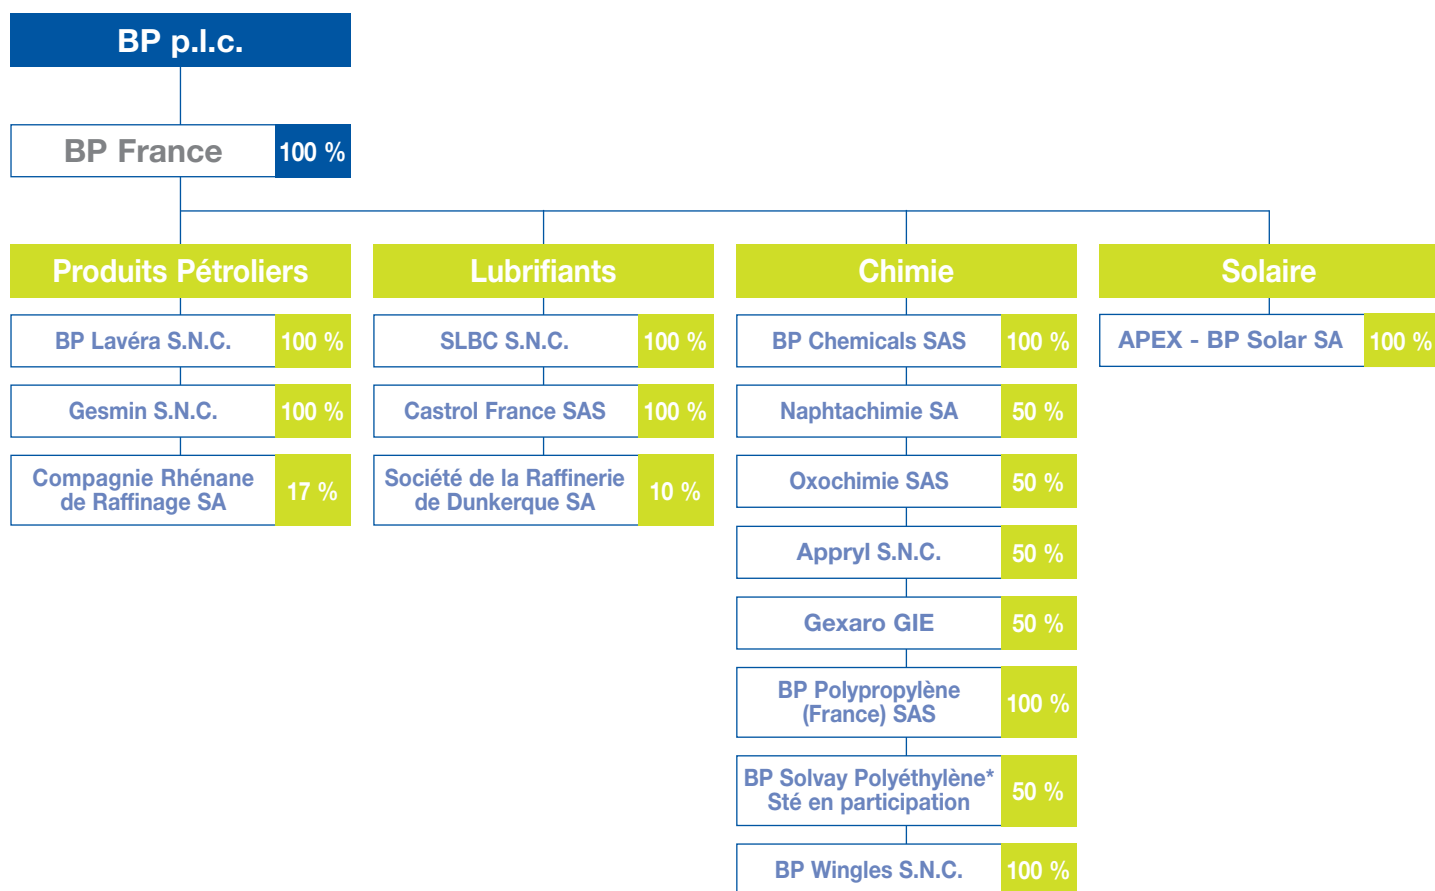 BP p.l.c.
BP France 100 %
Produits Pétroliers
BP Lavéra S.N.C. 100 %
Gesmin S.N.C. 100 %
Compagnie Rhénane
de Raffinage SA 17 %
Lubrifiants
SLBC S.N.C. 100 %
Castrol France SAS 100 %
Société de la Raffinerie
de Dunkerque SA 10 %
Chimie
BP Chemicals SAS 100 %
Naphtachimie SA 50 %
Oxochimie SAS 50 %
Appryl S.N.C. 50 %
Gexaro GIE 50 %
BP Polypropylène
(France) SAS 100 %
BP Solvay Polyéthylène*
Sté en participation 50 %
BP Wingles S.N.C. 100 %
Solaire
APEX - BP Solar SA 100 %